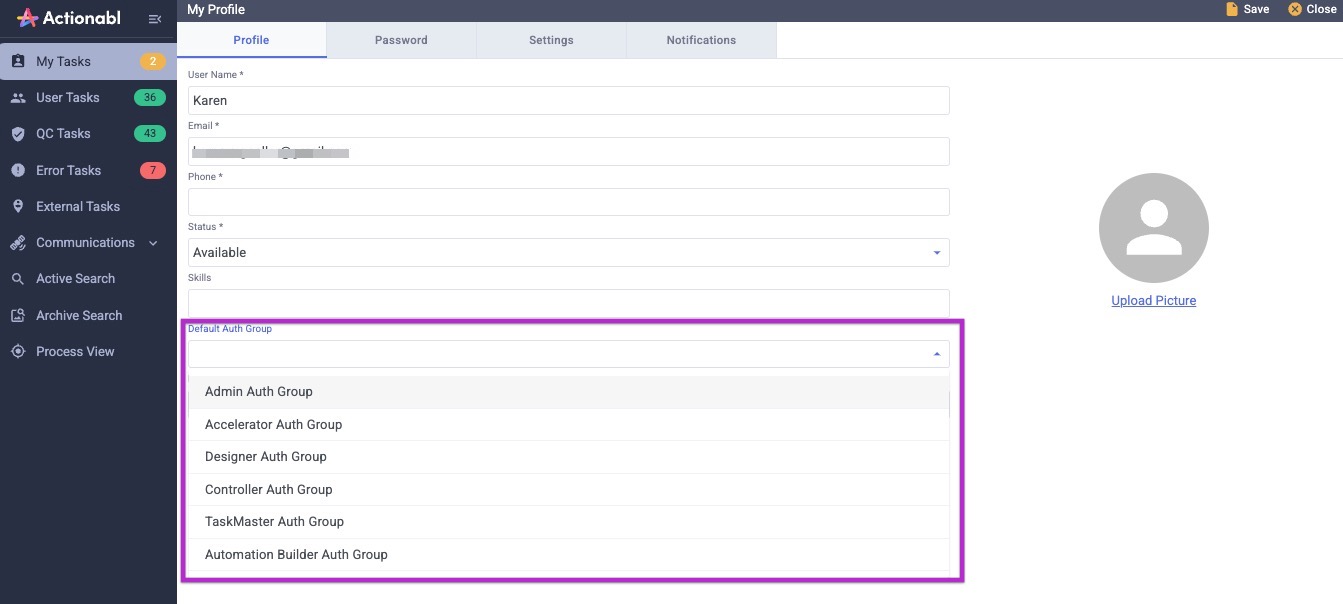 Actionabl
My Profile
Save
Close
My Tasks
2
User Tasks
36
QC Tasks
43
Error Tasks
7
External Tasks
Communications
Active Search
Archive Search
Process View
Profile
Password
Settings
Notifications
User Name *
Karen
Email *
Phone *
Status *
Available
Skills
Default Auth Group
Admin Auth Group
Accelerator Auth Group
Designer Auth Group
Controller Auth Group
TaskMaster Auth Group
Automation Builder Auth Group
Upload Picture